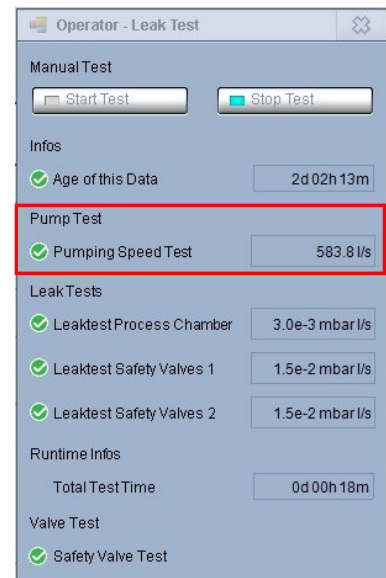 Operator - Leak Test
Manual Test
Start Test Stop Test
Infos
Age of this Data 2d 02h 13m
Pump Test
Pumping Speed Test 583.8 l/s
Leak Tests
Leaktest Process Chamber 3.0e-3 mbar l/s
Leaktest Safety Valves 1 1.5e-2 mbar l/s
Leaktest Safety Valves 2 1.5e-2 mbar l/s
Runtime Infos
Total Test Time 0d 00h 18m
Valve Test
Safety Valve Test